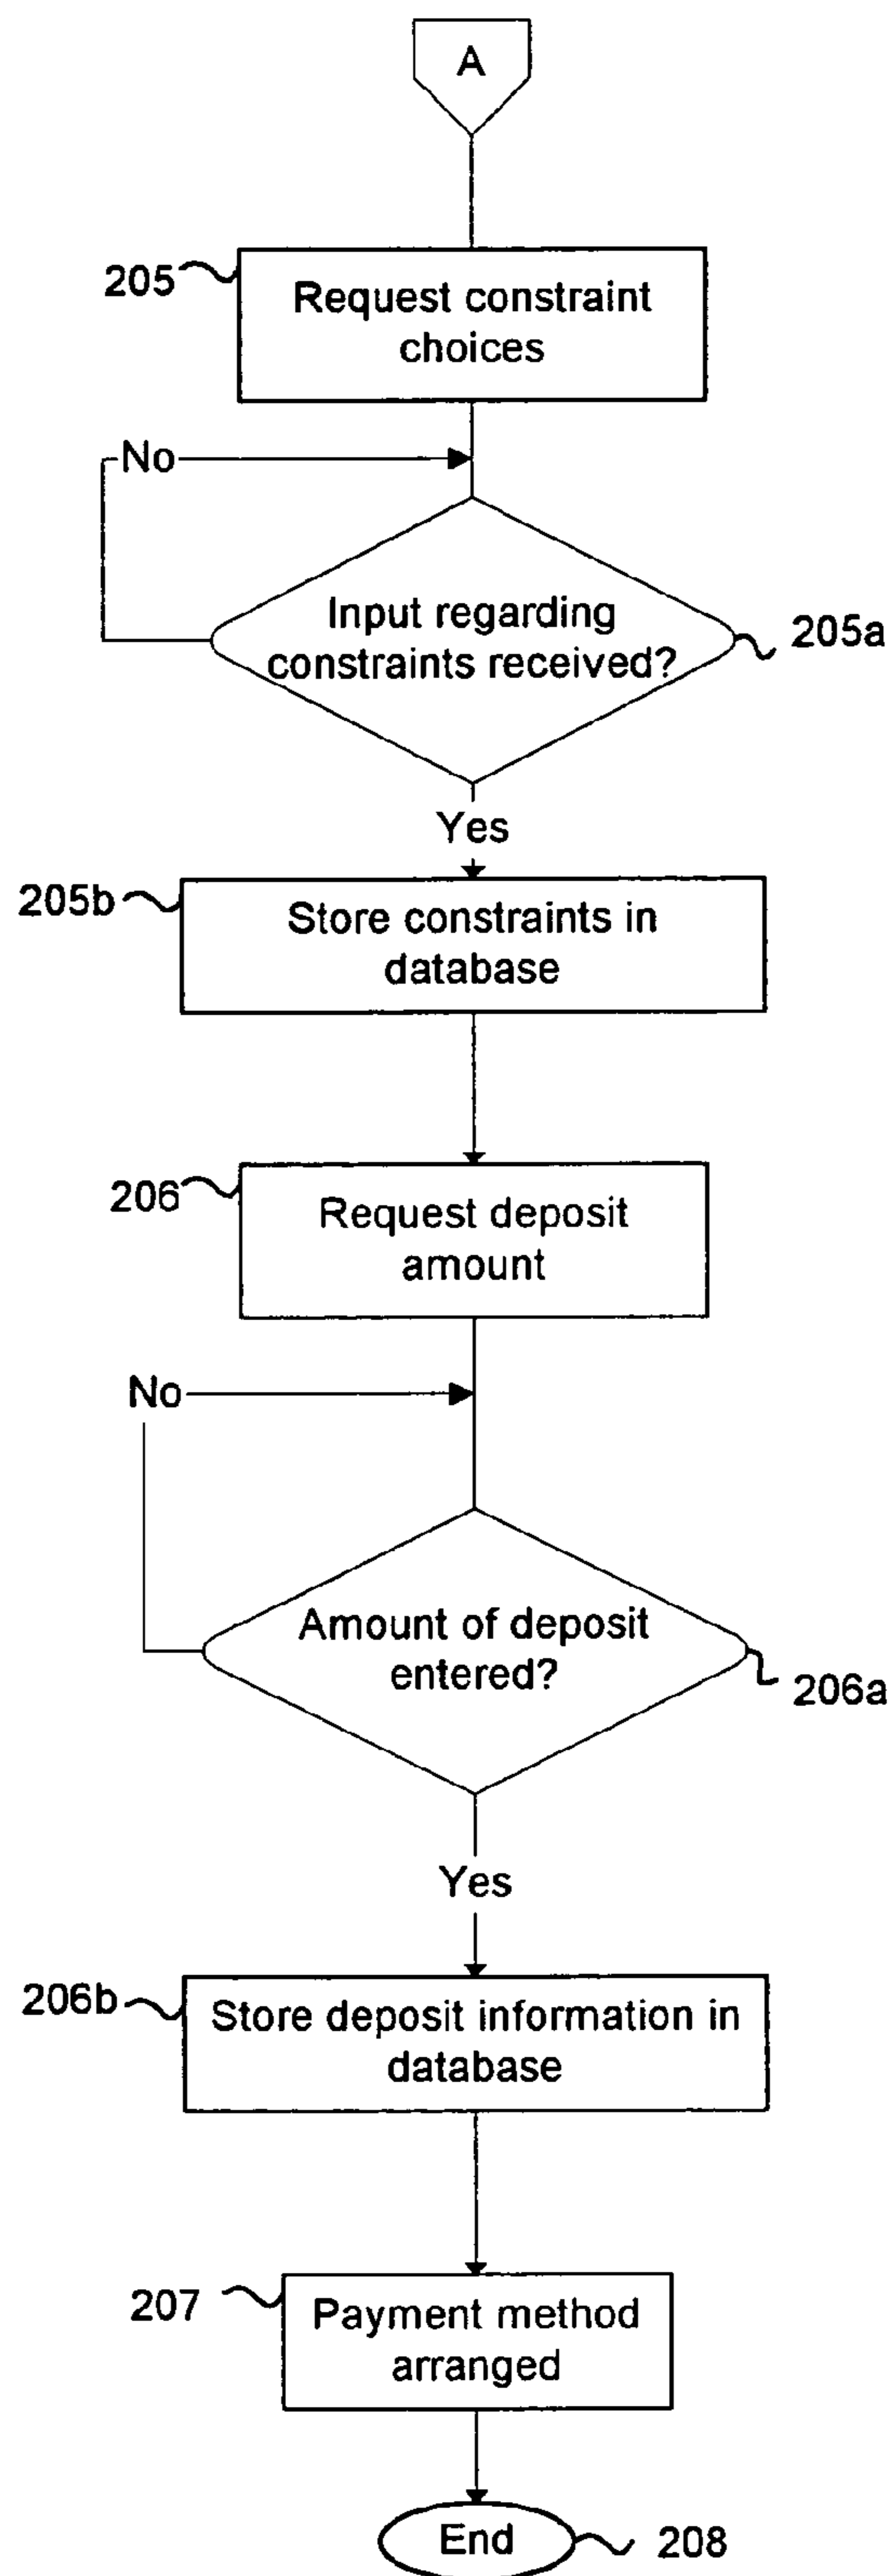 A
205
Request constraint
choices
No
Input regarding
constraints received?
205a
Yes
205b
Store constraints in
database
206
Request deposit
amount
No
Amount of deposit
entered?
206a
Yes
206b
Store deposit information in
database
207
Payment method
arranged
End
208